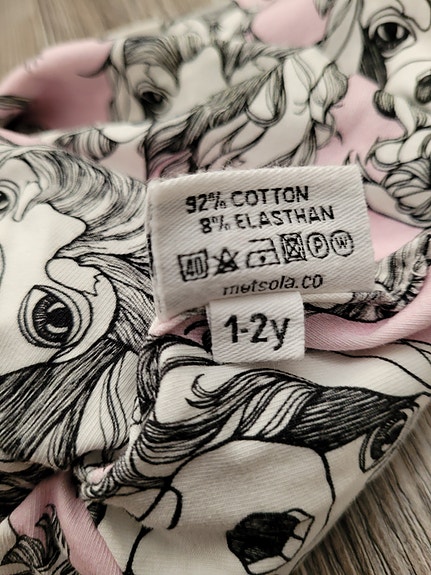 92% COTTON
8% ELASTHAN
40 P W
metsola.co
1-2y